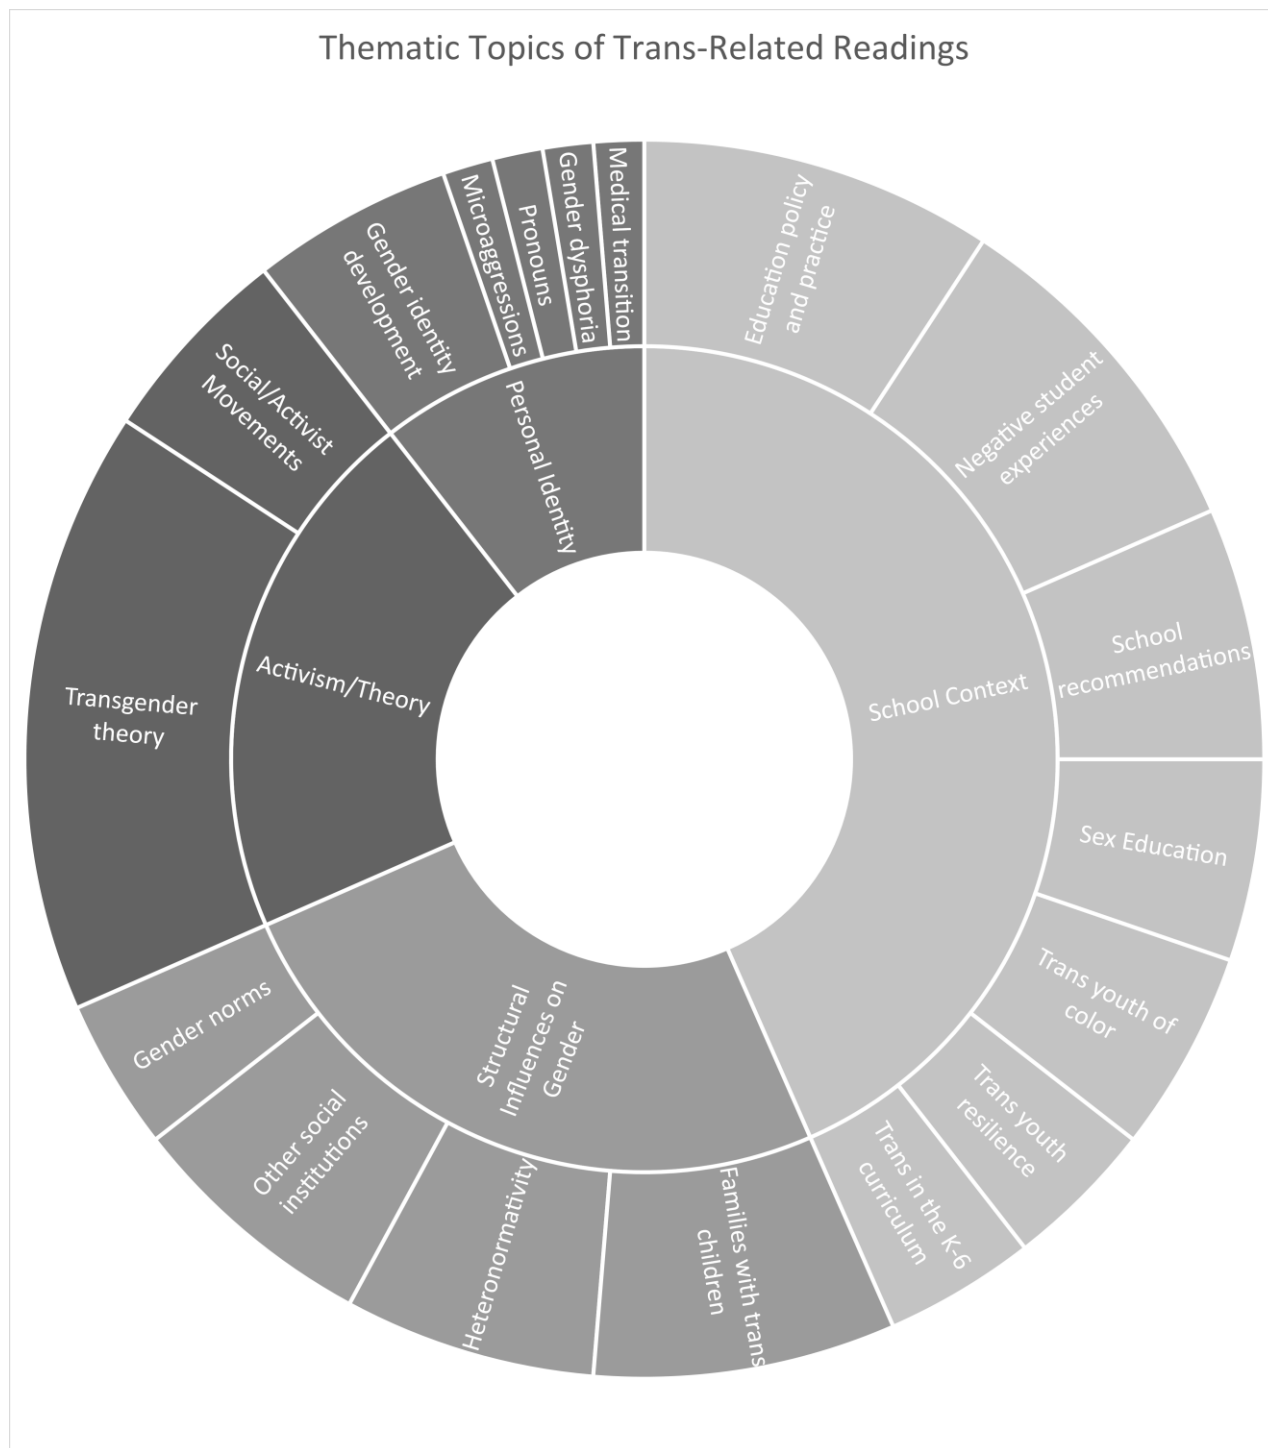 Thematic Topics of Trans-Related Readings
Medical transition
Gender dysphoria
Pronouns
Microaggressions
Gender identity
development
Personal Identity
Education policy
and practice
Negative student
experiences
School
recommendations
School Context
Sex Education
Trans youth of
color
Trans youth
resilience
Trans in the K-6
curriculum
Structural
Influences on
Gender
Families with trans
children
Heteronormativity
Other social
institutions
Gender norms
Activism/Theory
Transgender
theory
Social/Activist
Movements